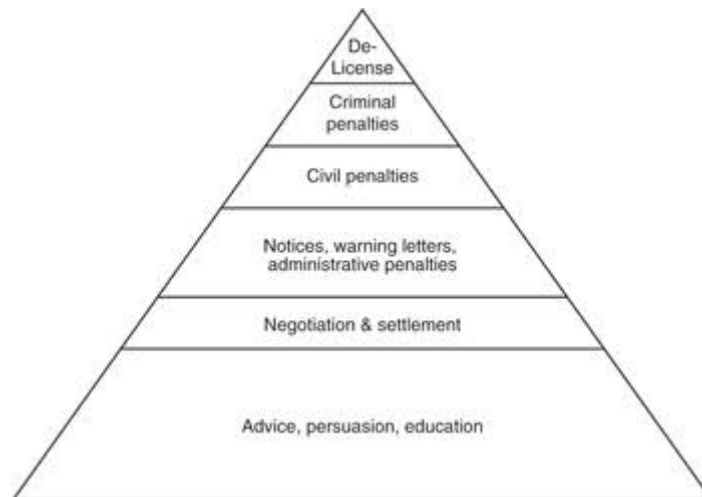 De-
License
Criminal
penalties
Civil penalties
Notices, warning letters,
administrative penalties
Negotiation & settlement
Advice, persuasion, education